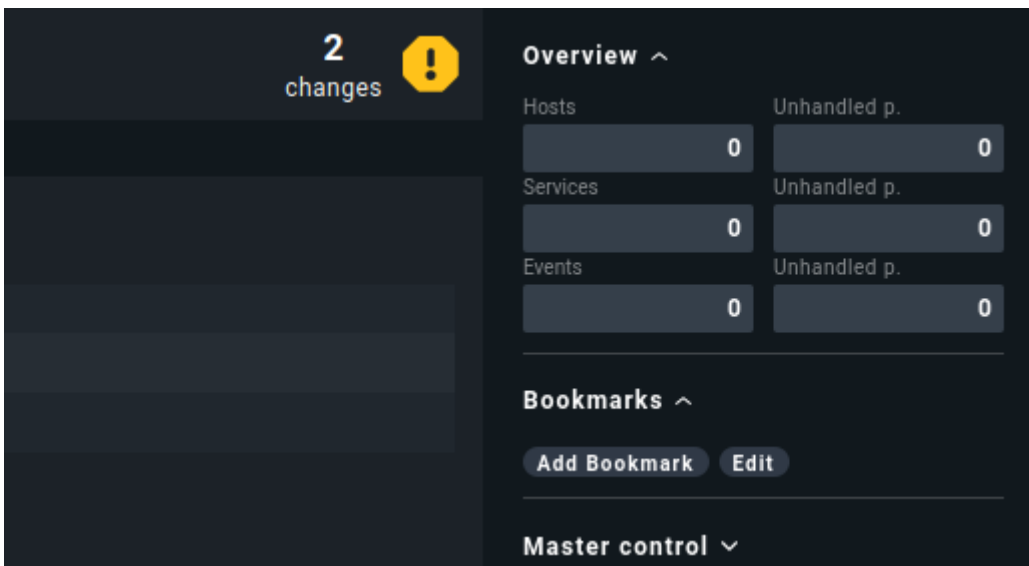 2
changes
Overview
Hosts Unhandled p.
0 0
Services Unhandled p.
0 0
Events Unhandled p.
0 0
Bookmarks
Add Bookmark Edit
Master control